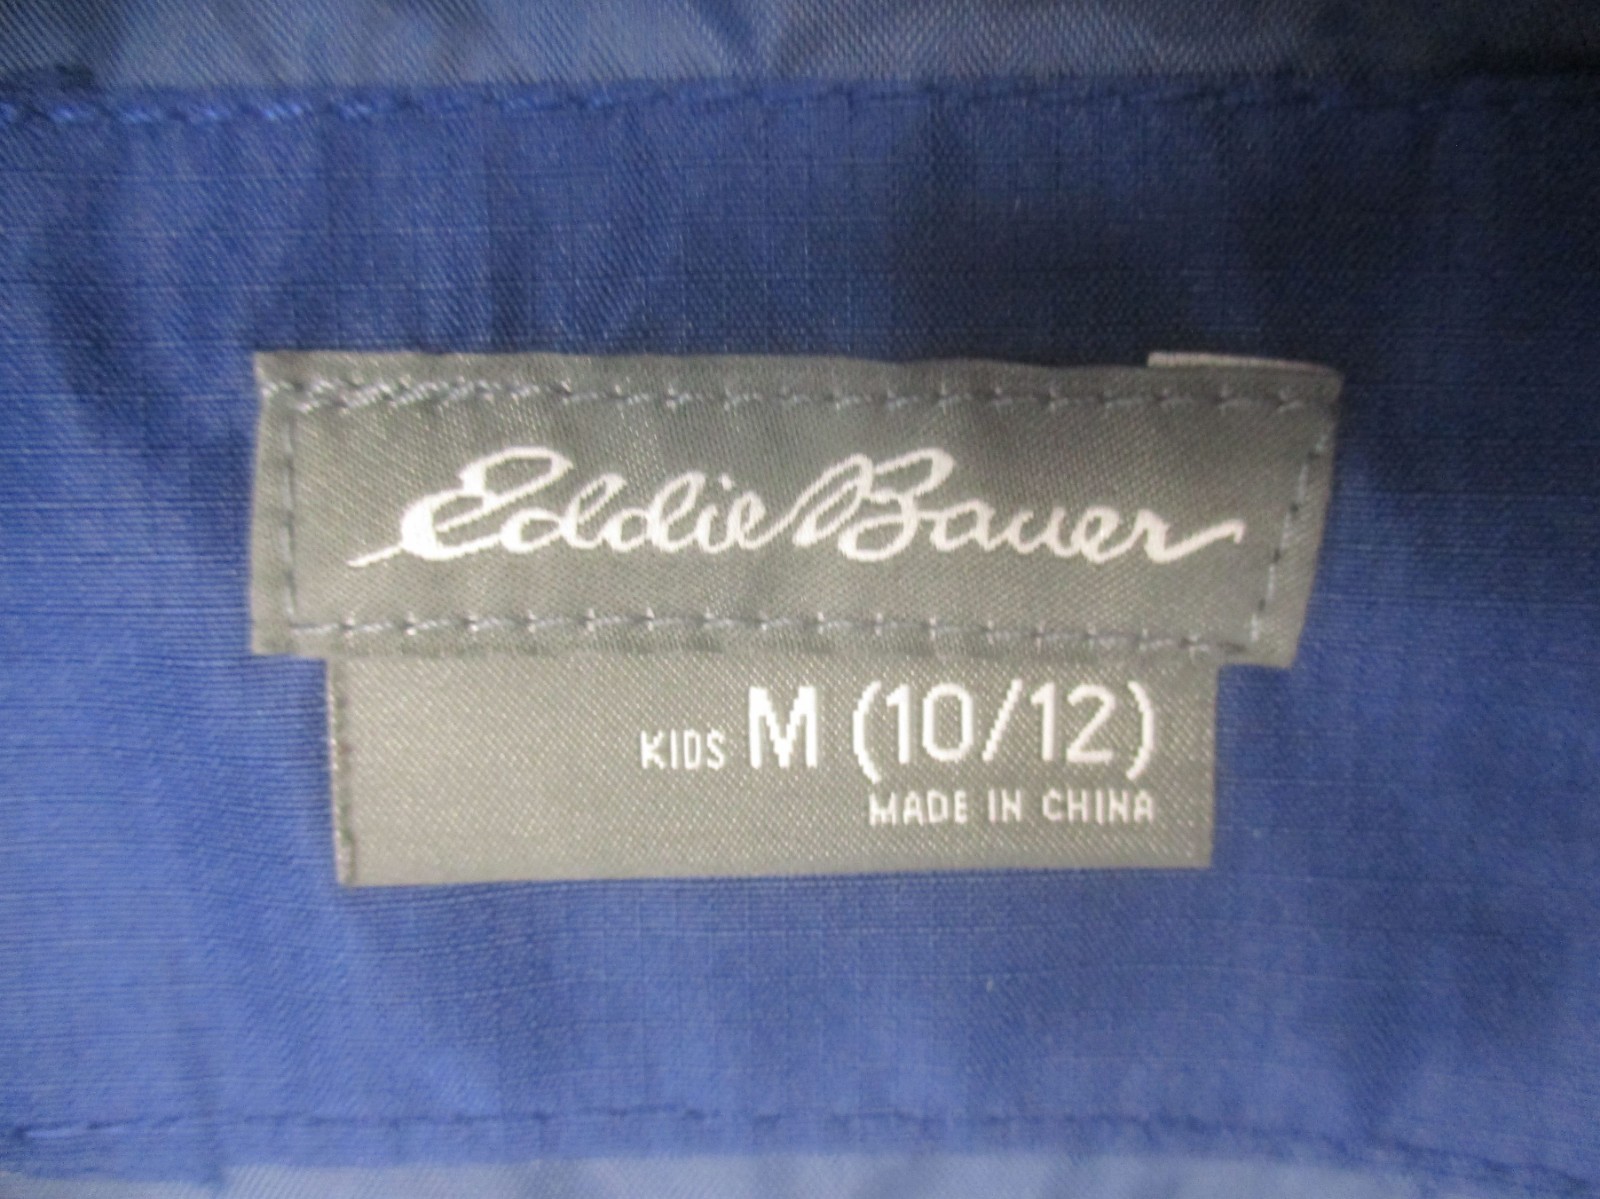 Eddie Bauer
KIDS M (10/12)
MADE IN CHINA